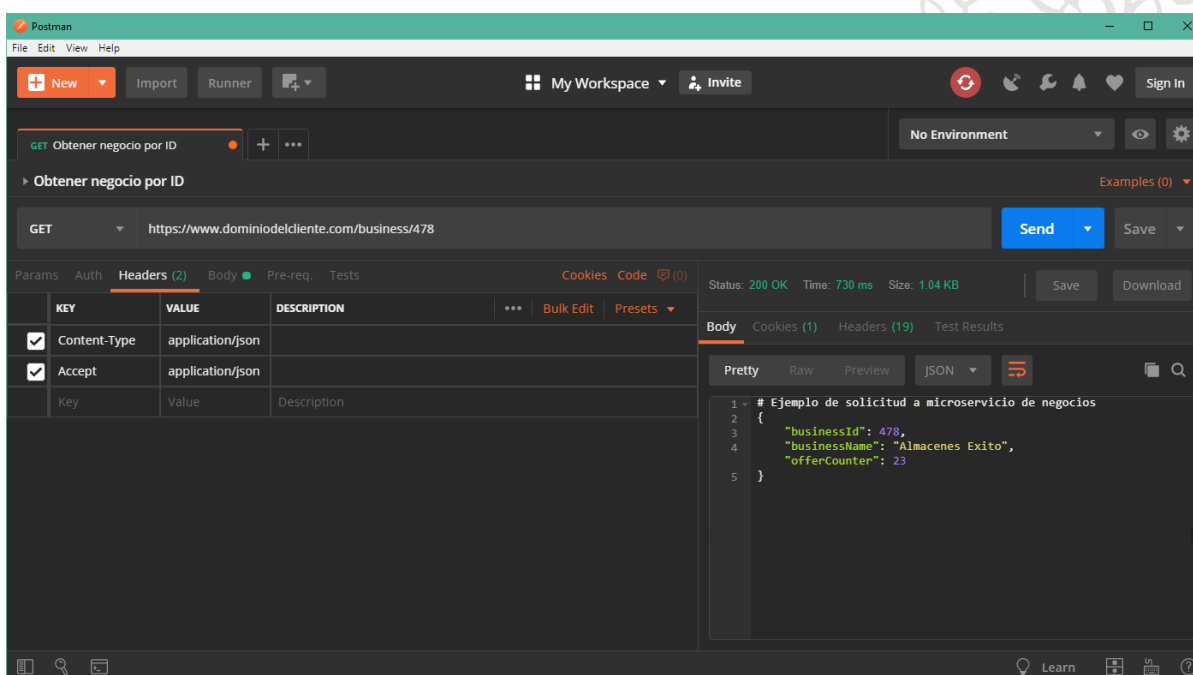 Postman
File Edit View Help
New Import Runner My Workspace Invite Sign In
GET Obtener negocio por ID No Environment
Obtener negocio por ID Examples (0)
GET https://www.dominiodelcliente.com/business/478 Send Save
Params Auth Headers (2) Body Pre-req. Tests Cookies Code (0)
KEY VALUE DESCRIPTION Bulk Edit Presets
Content-Type application/json
Accept application/json
Key Value Description
Status: 200 OK Time: 730 ms Size: 1.04 KB Save Download
Body Cookies (1) Headers (19) Test Results
Pretty Raw Preview JSON
1 # Ejemplo de solicitud a microservicio de negocios
2 {
3 "businessId": 478,
4 "businessName": "Almacenes Exito",
"offerCounter": 23
5 }
Learn